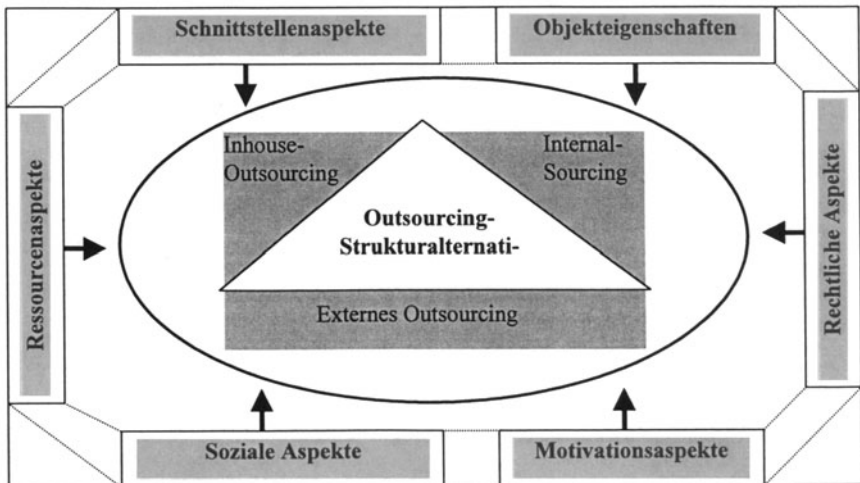 Schnittstellenaspekte
Objekteigenschaften
Ressourcenaspekte
Inhouse-
Outsourcing
Internal-
Sourcing
Outsourcing-
Strukturalternati-
Externes Outsourcing
Rechtliche Aspekte
Soziale Aspekte
Motivationsaspekte